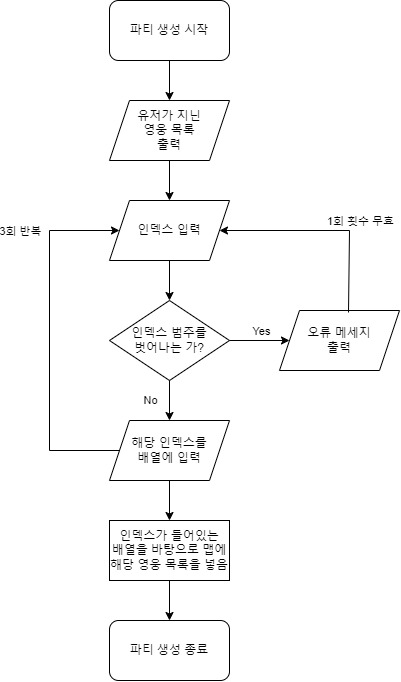 파티 생성 시작
유저가 지닌
영웅 목록
출력
1회 횟수 무효
3회 반복
인덱스 입력
인덱스 범주를
벗어나는 가?
Yes
오류 메세지
출력
No
해당 인덱스를
배열에 입력
인덱스가 들어있는
배열을 바탕으로 맵에
해당 영웅 목록을 넣음
파티 생성 종료